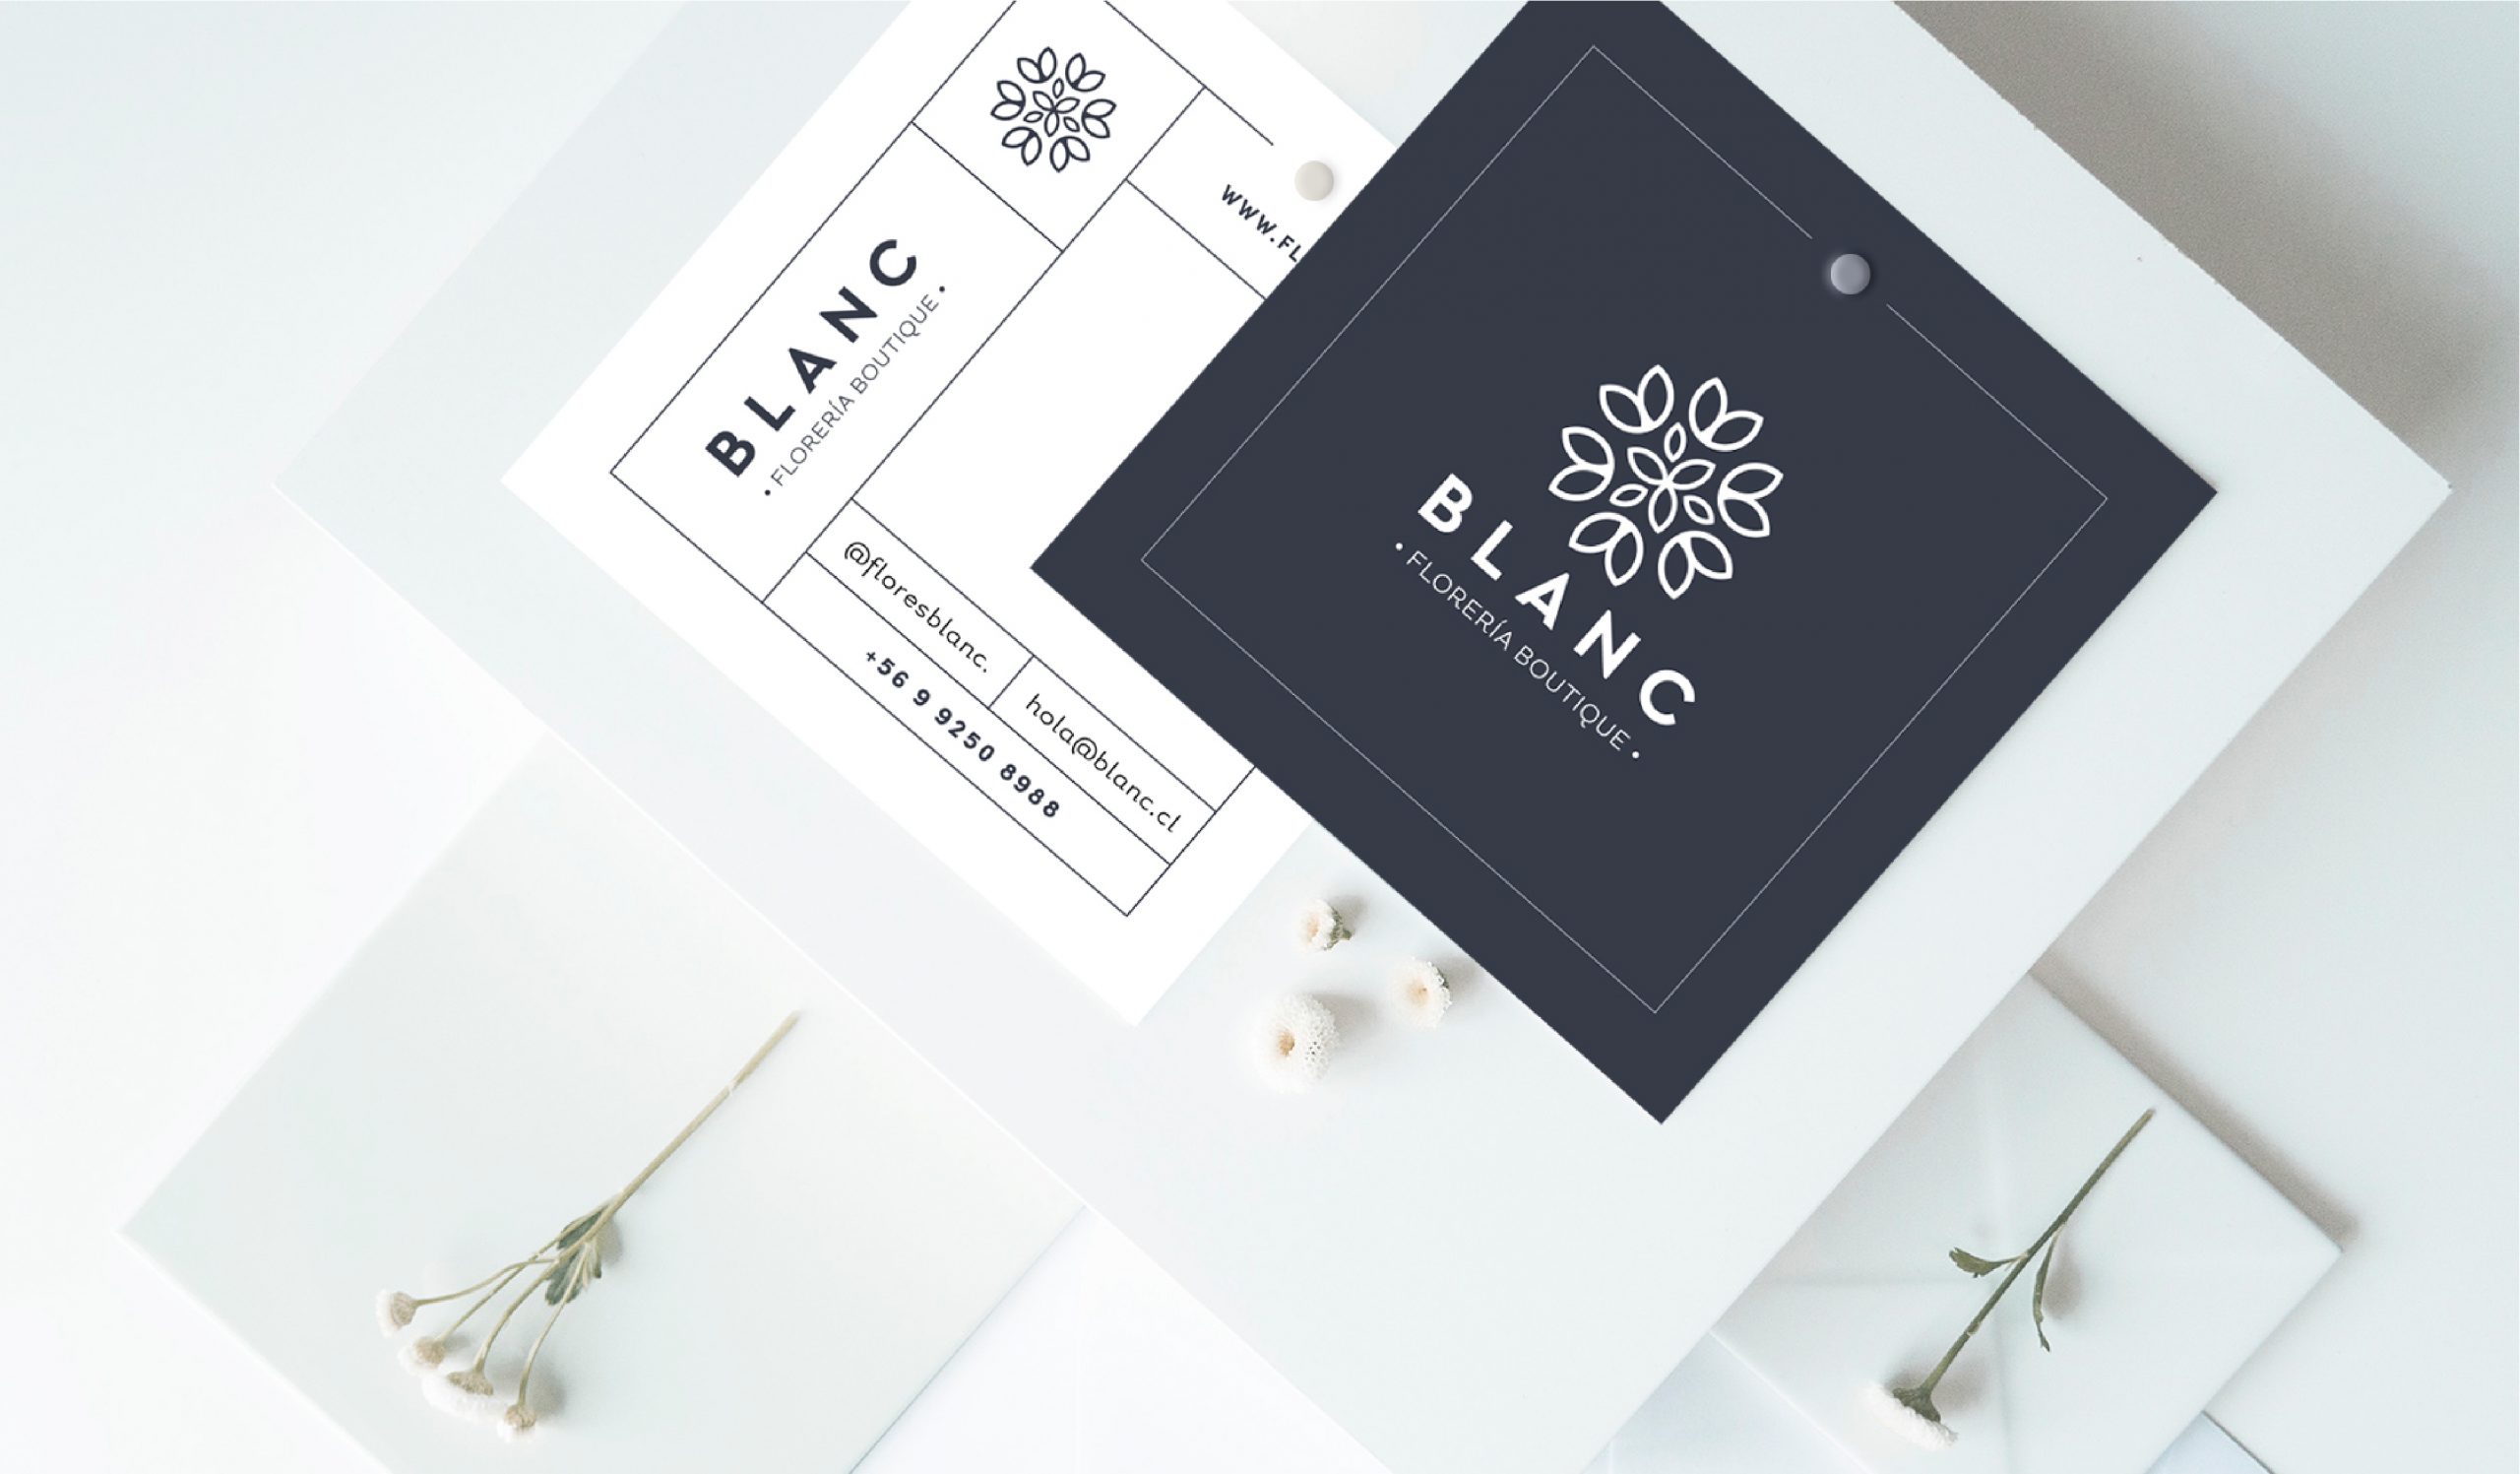 BLANC
• FLORERÍA BOUTIQUE •
www.FL
@floresblanc.
hola@blanc.cl
+56 9 9250 8988
BLANC
• FLORERÍA BOUTIQUE •